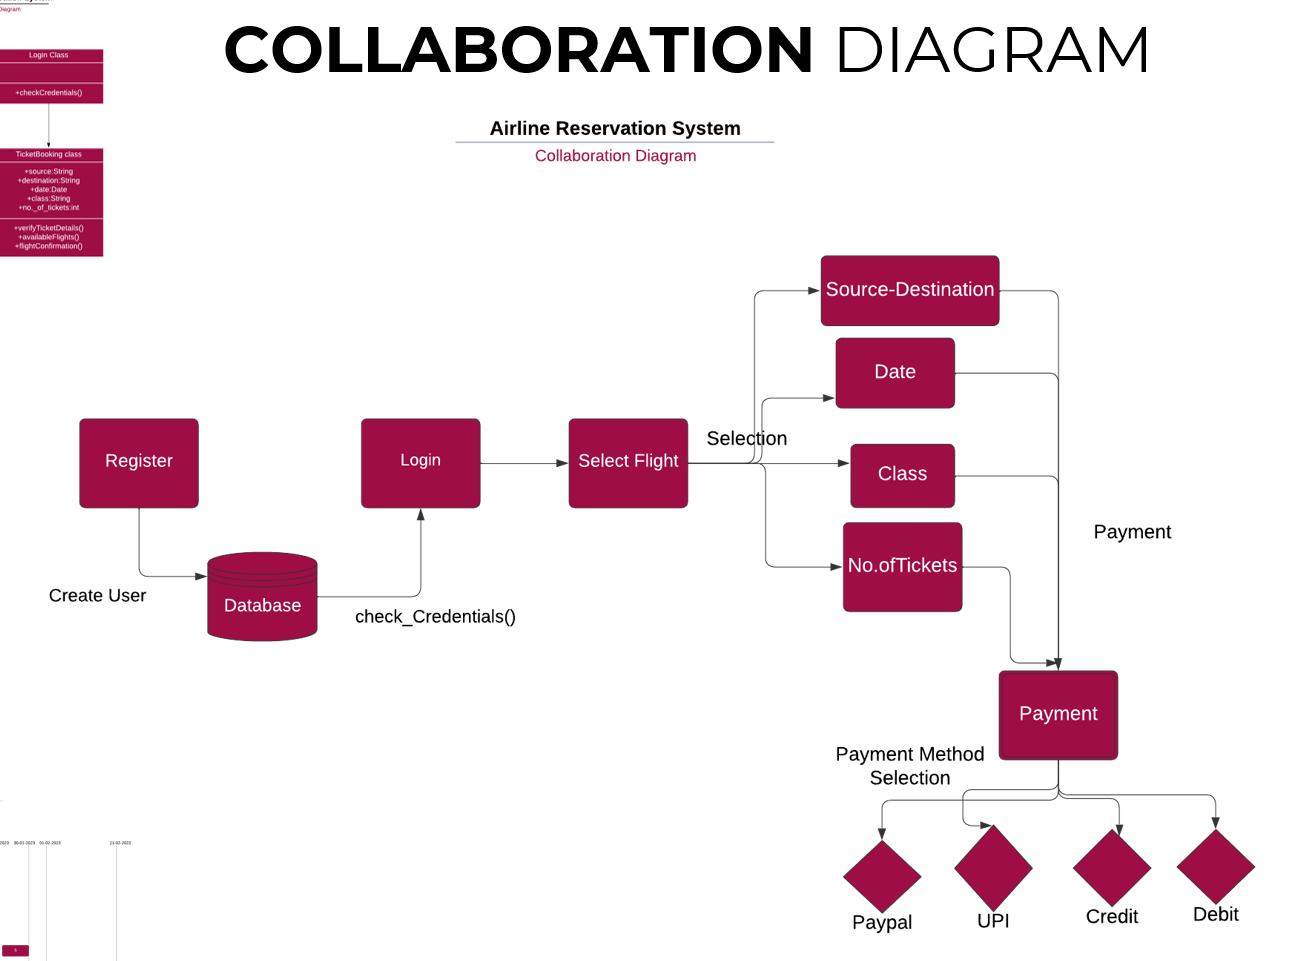 Diagram
COLLABORATION DIAGRAM
Login Class
+checkCredentials()
Airline Reservation System
Collaboration Diagram
TicketBooking class
+source:String
+destination:String
+date:Date
+class:String
+no._of_tickets:int
+verifyTicketDetails()
+availableFlights()
+flightConfirmation()
Source-Destination
Date
Selection
Register
Login
Select Flight
Class
Payment
No.ofTickets
Create User
Database
check_Credentials()
Payment
Payment Method
Selection
2023 30-01-2023 01-02-2023 21-02-2023
Paypal
UPI
Credit
Debit
5